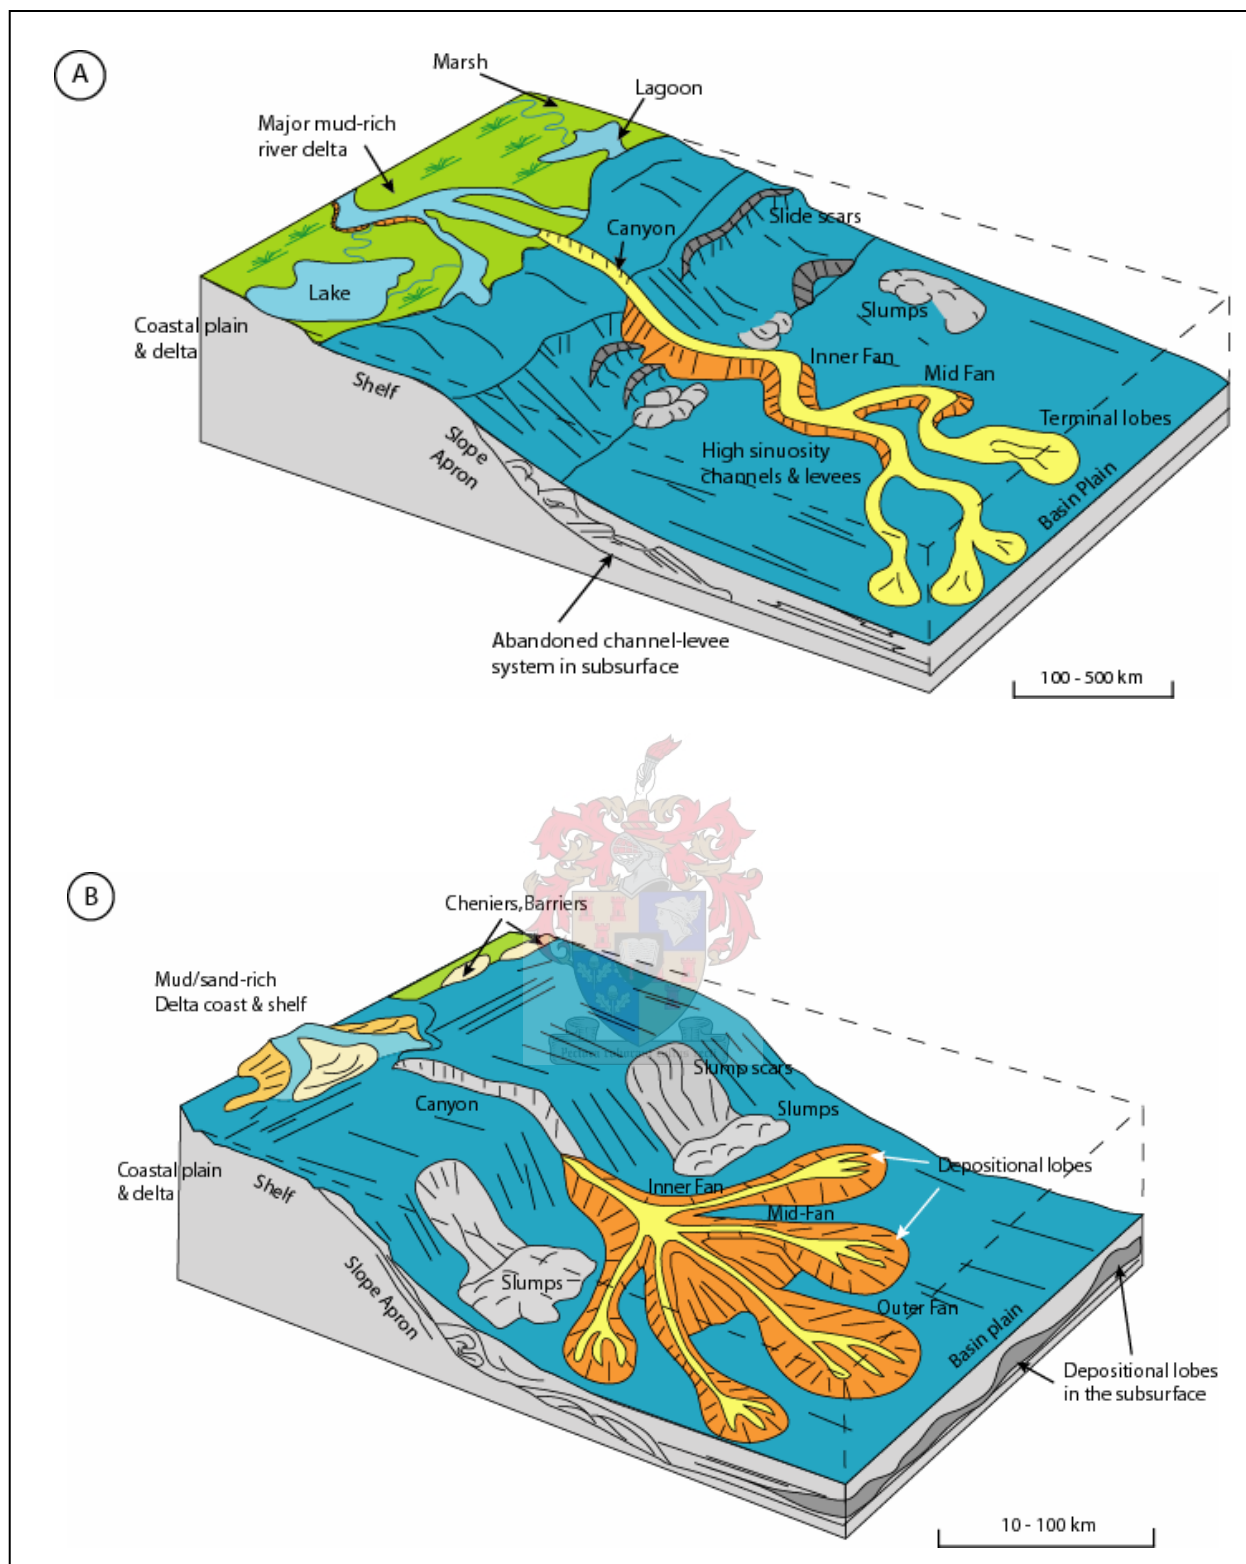 A
Marsh
Lagoon
Major mud-rich
river delta
Canyon
Slide scars
Lake
Slumps
Coastal plain
& delta
Inner Fan
Mid Fan
Shelf
Terminal lobes
Slope
Apron
High sinuosity
channels & levees
Basin Plain
Abandoned channel-levee
system in subsurface
100 - 500 km
B
Cheniers,Barriers
Mud/sand-rich
Delta coast & shelf
Slump scars
Canyon
Slumps
Coastal plain
& delta
Shelf
Inner Fan
Depositional lobes
Mid-Fan
Slumps
Slope Apron
Outer Fan
Basin plain
Depositional lobes
in the subsurface
10 - 100 km